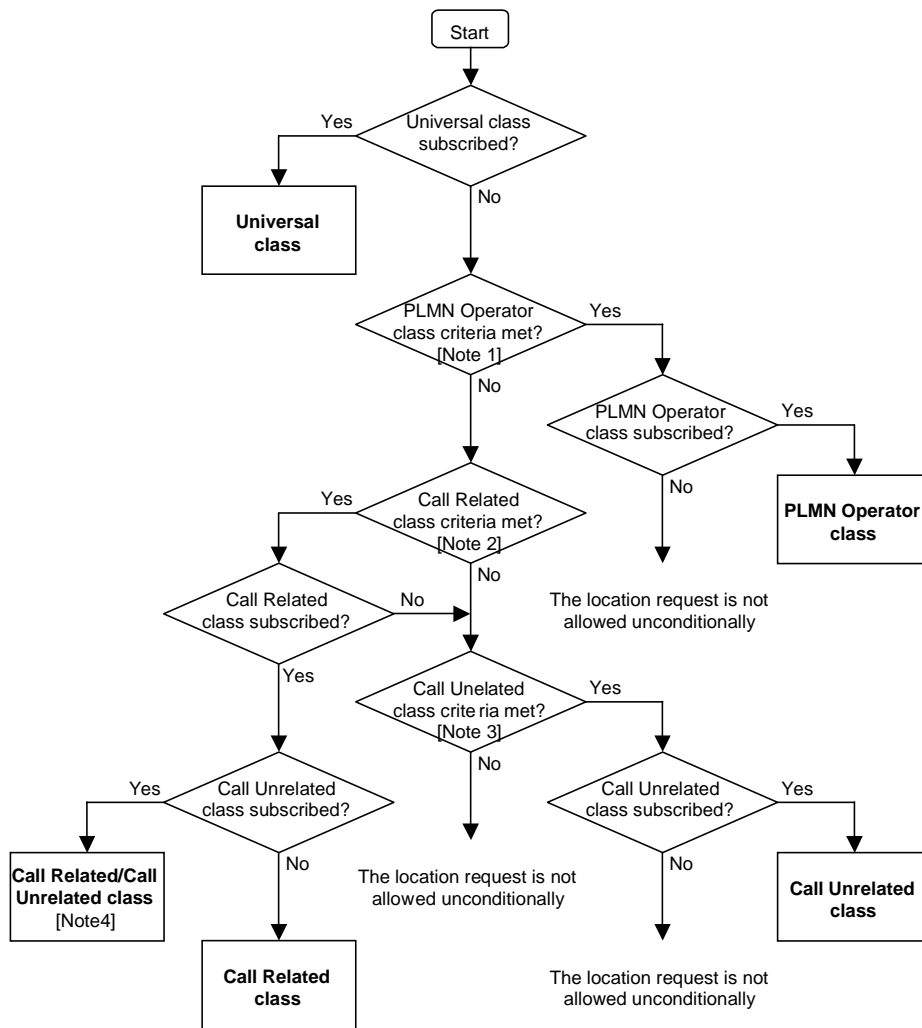 Start
Universal class
subscribed?
Yes
No
Universal
class
PLMN Operator
class criteria met?
[Note 1]
Yes
No
PLMN Operator
class subscribed?
Yes
No
PLMN Operator
class
Call Related
class criteria met?
[Note 2]
Yes
No
The location request is not
allowed unconditionally
Call Related
class subscribed?
No
Yes
Call Unelated
class criteria met?
[Note 3]
Yes
No
Call Unrelated
class subscribed?
Yes
No
Call Unrelated
class subscribed?
Yes
No
Call Related/Call
Unrelated class
[Note4]
The location request is not
allowed unconditionally
Call Unrelated
class
Call Related
class
The location request is not
allowed unconditionally